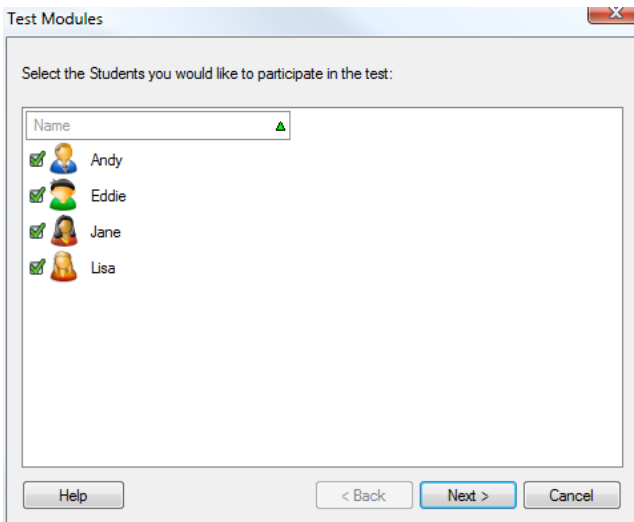 Test Modules
Select the Students you would like to participate in the test:
Name
Andy
Eddie
Jane
Lisa
Help
< Back
Next >
Cancel